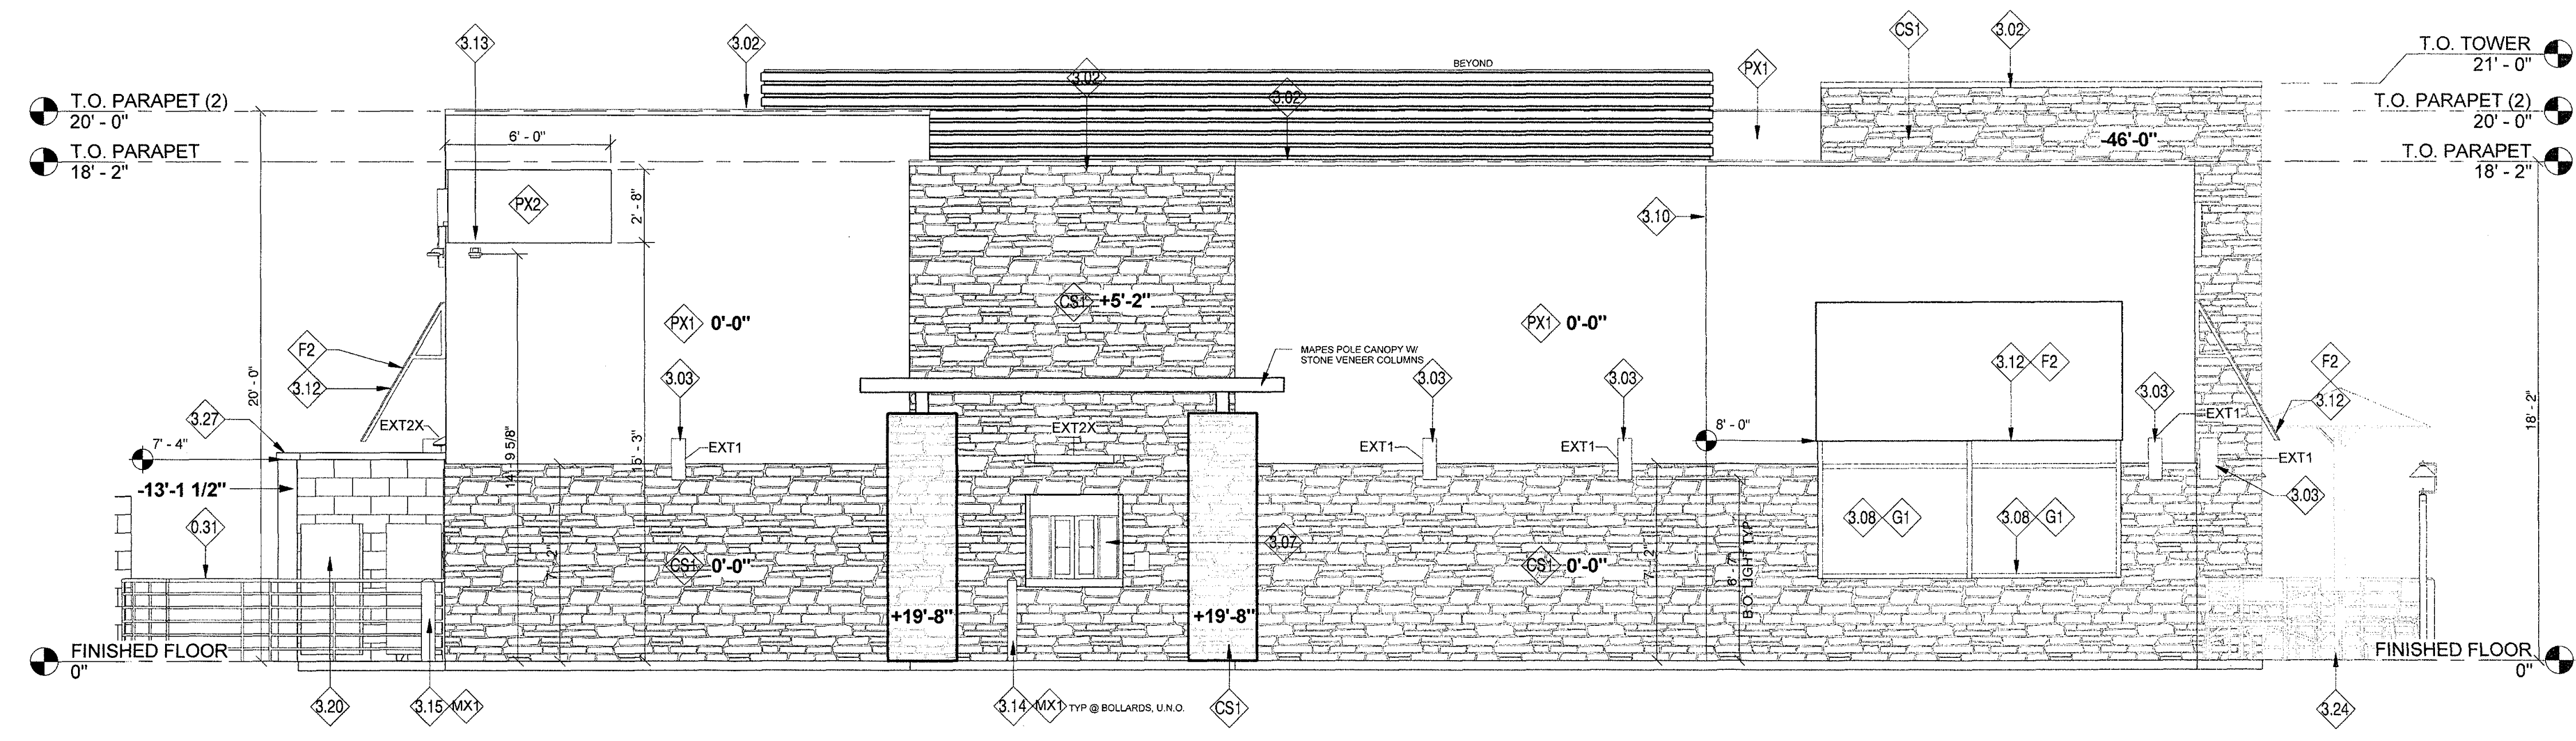 3.13
3.02
CS1
3.02
T.O. TOWER
21' - 0"
BEYOND
3.02
PX1
3.02
T.O. PARAPET (2)
20' - 0"
T.O. PARAPET (2)
20' - 0"
6' - 0"
-46'-0"
T.O. PARAPET
18' - 2"
T.O. PARAPET
18' - 2"
PX2
2' - 8"
3.10
CS1 +5'-2"
PX1 0'-0"
PX1 0'-0"
F2
3.12
MAPES POLE CANOPY W/
STONE VENEER COLUMNS
3.12 F2
F2
3.12
20' - 0"
18' - 2"
3.03
3.03
3.03
3.03
3.27
EXT2X
EXT2X
8' - 0"
EXT1
7' - 4"
EXT1
EXT1
EXT1
EXT1
14' - 9 5/8"
15' - 3"
-13'-1 1/2"
3.03
0.31
3.08 G1
3.08 G1
3.07
7' - 2"
7' - 2"
6' - 7"
B.O. LIGHT TYP
CS1 0'-0"
CS1 0'-0"
+19'-8"
+19'-8"
FINISHED FLOOR
0"
FINISHED FLOOR
0"
3.20
3.15 MX1
3.14 MX1 TYP @ BOLLARDS, U.N.O.
CS1
3.24